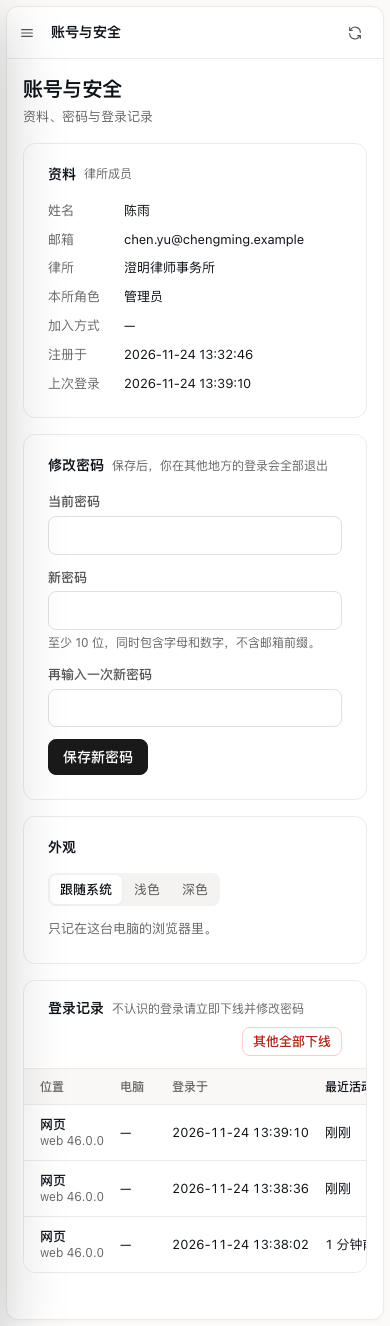 账号与安全
账号与安全
资料、密码与登录记录
资料 律所成员
姓名 陈雨
邮箱 chen.yu@chengming.example
律所 澄明律师事务所
本所角色 管理员
加入方式 —
注册于 2026-11-24 13:32:46
上次登录 2026-11-24 13:39:10
修改密码 保存后，你在其他地方的登录会全部退出
当前密码
新密码
至少 10 位，同时包含字母和数字，不含邮箱前缀。
再输入一次新密码
保存新密码
外观
跟随系统 浅色 深色
只记在这台电脑的浏览器里。
登录记录 不认识的登录请立即下线并修改密码
其他全部下线
位置 电脑 登录于 最近活动
网页 — 2026-11-24 13:39:10 刚刚
web 46.0.0
网页 — 2026-11-24 13:38:36 刚刚
web 46.0.0
网页 — 2026-11-24 13:38:02 1 分钟前
web 46.0.0